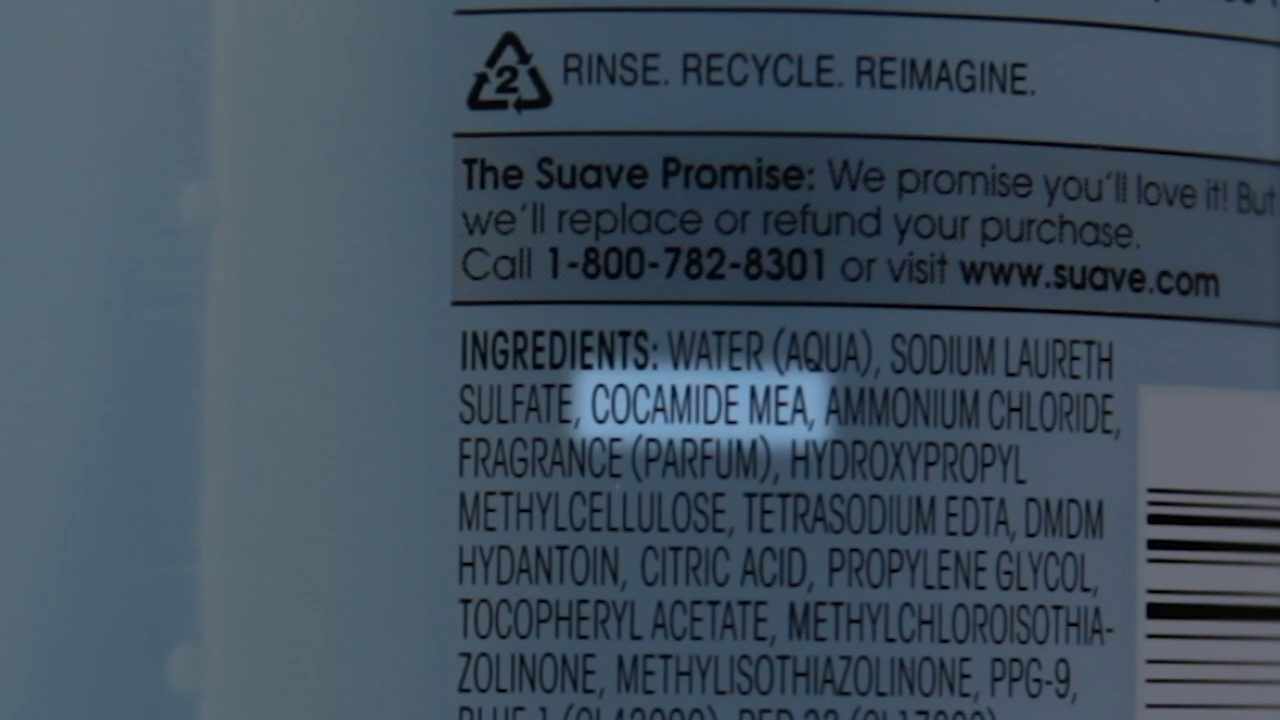 2 RINSE. RECYCLE. REIMAGINE.
The Suave Promise: We promise you'll love it! But
we'll replace or refund your purchase.
Call 1-800-782-8301 or visit www.suave.com
INGREDIENTS: WATER (AQUA), SODIUM LAURETH
SULFATE, COCAMIDE MEA, AMMONIUM CHLORIDE,
FRAGRANCE (PARFUM), HYDROXYPROPYL
METHYLCELLULOSE, TETRASODIUM EDTA, DMDM
HYDANTOIN, CITRIC ACID, PROPYLENE GLYCOL,
TOCOPHERYL ACETATE, METHYLCHLOROISOTHIA-
ZOLINONE, METHYLISOTHIAZOLINONE, PPG-9,